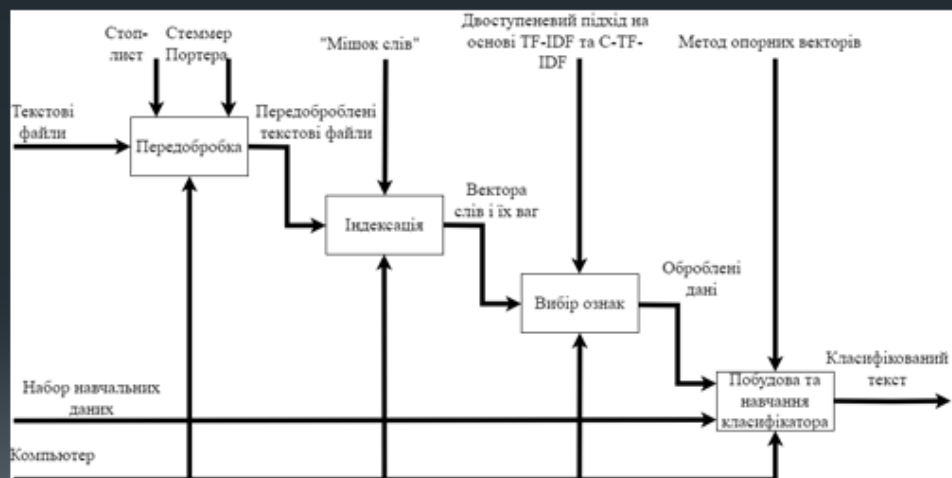 Стоп-
лист
Стеммер
Портера
"Мішок слів"
Двоступеневий підхід на
основі TF-IDF та C-TF-
IDF
Метод опорних векторів
Текстові
файли
Передобробка
Передоброблені
текстові файли
Індексація
Вектора
слів і їх ваг
Вибір ознак
Оброблені
дані
Набор навчальних
даних
Побудова та
навчання
класифікатора
Класифікований
текст
Компьютер